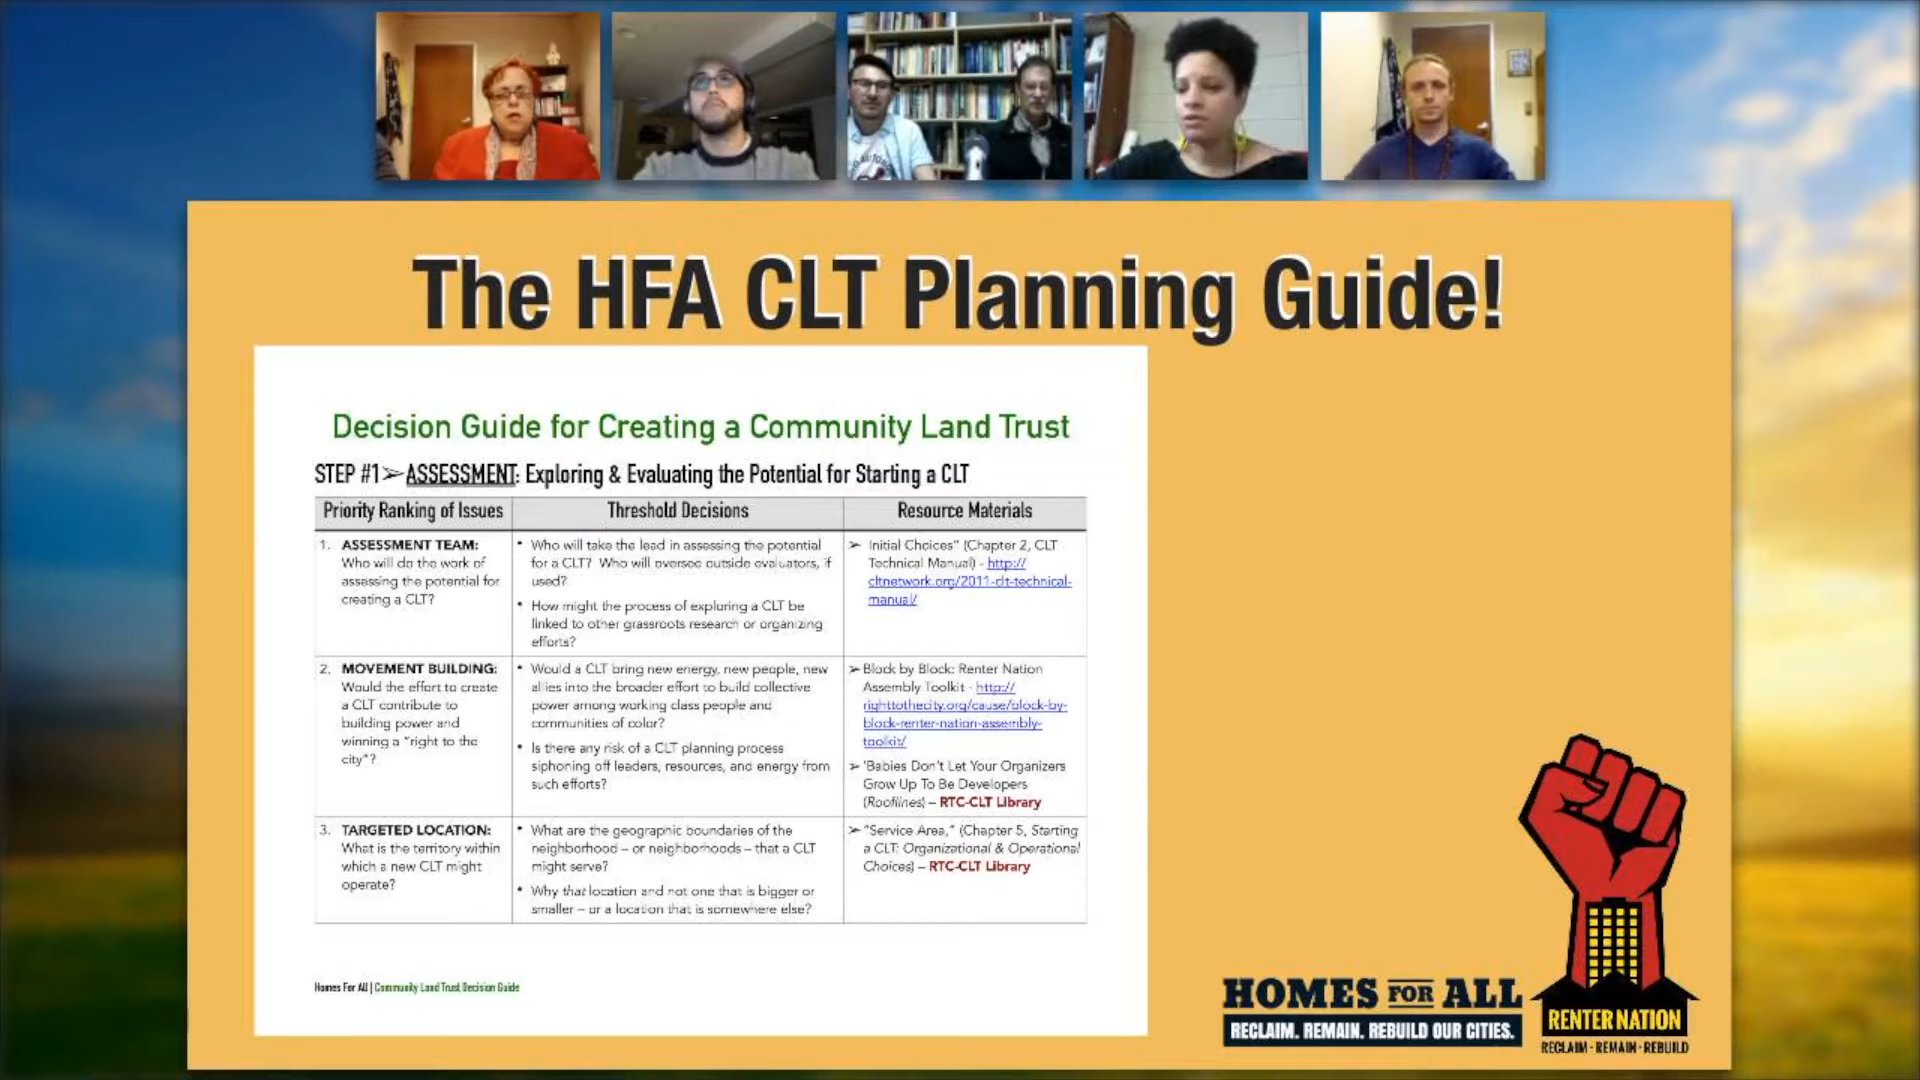 The HFA CLT Planning Guide!
Decision Guide for Creating a Community Land Trust
STEP #1➢ASSESSMENT: Exploring & Evaluating the Potential for Starting a CLT
Priority Ranking of Issues
Threshold Decisions
Resource Materials
1. ASSESSMENT TEAM:
Who will do the work of
assessing the potential for
creating a CLT?
• Who will take the lead in assessing the potential
for a CLT? Who will oversee outside evaluators, if
used?
• How might the process of exploring a CLT be
linked to other grassroots research or organizing
efforts?
➢ Initial Choices" (Chapter 2, CLT
Technical Manual) - http://
cltnetwork.org/2011-clt-technical-
manual/
2. MOVEMENT BUILDING:
Would the effort to create
a CLT contribute to
building power and
winning a "right to the
city"?
• Would a CLT bring new energy, new people, new
allies into the broader effort to build collective
power among working class people and
communities of color?
• Is there any risk of a CLT planning process
siphoning off leaders, resources, and energy from
such efforts?
➢ Block by Block: Renter Nation
Assembly Toolkit - http://
righttothecity.org/cause/block-by-
block-renter-nation-assembly-
toolkit/
➢ 'Babies Don't Let Your Organizers
Grow Up To Be Developers
(Rooflines) – RTC-CLT Library
3. TARGETED LOCATION:
What is the territory within
which a new CLT might
operate?
• What are the geographic boundaries of the
neighborhood – or neighborhoods – that a CLT
might serve?
• Why that location and not one that is bigger or
smaller – or a location that is somewhere else?
➢ "Service Area," (Chapter 5, Starting
a CLT: Organizational & Operational
Choices) – RTC-CLT Library
Homes For All | Community Land Trust Decision Guide
HOMES FOR ALL
RECLAIM. REMAIN. REBUILD OUR CITIES.
RENTER NATION
RECLAIM · REMAIN · REBUILD